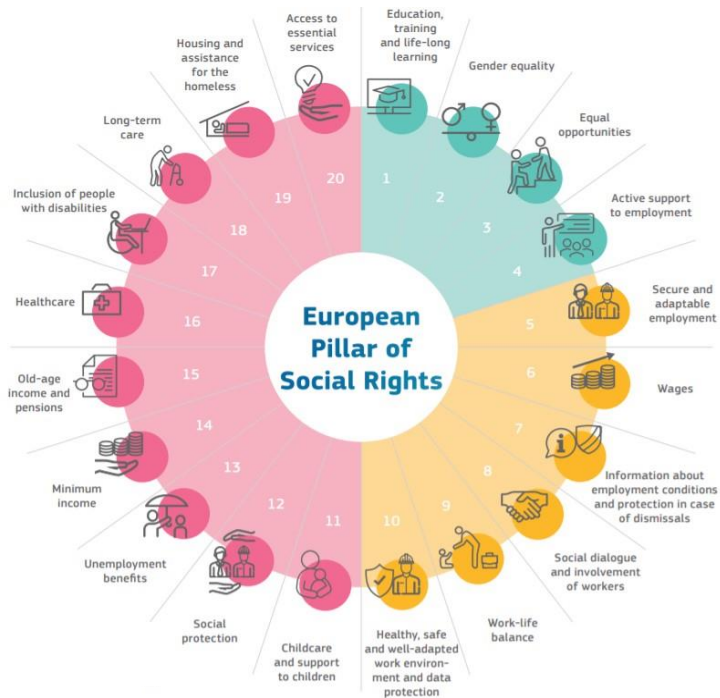 European
Pillar of
Social Rights
1
Education,
training
and life-long
learning
2
Gender equality
3
Equal
opportunities
4
Active support
to employment
5
Secure and
adaptable
employment
6
Wages
7
Information about
employment conditions
and protection in case
of dismissals
8
Social dialogue
and involvement
of workers
9
Work-life
balance
10
Healthy, safe
and well-adapted
work environ-
ment and data
protection
11
Childcare
and support
to children
12
Social
protection
13
Unemployment
benefits
14
Minimum
income
15
Old-age
income and
pensions
16
Healthcare
17
Inclusion of people
with disabilities
18
Long-term
care
19
Housing and
assistance
for the
homeless
20
Access to
essential
services